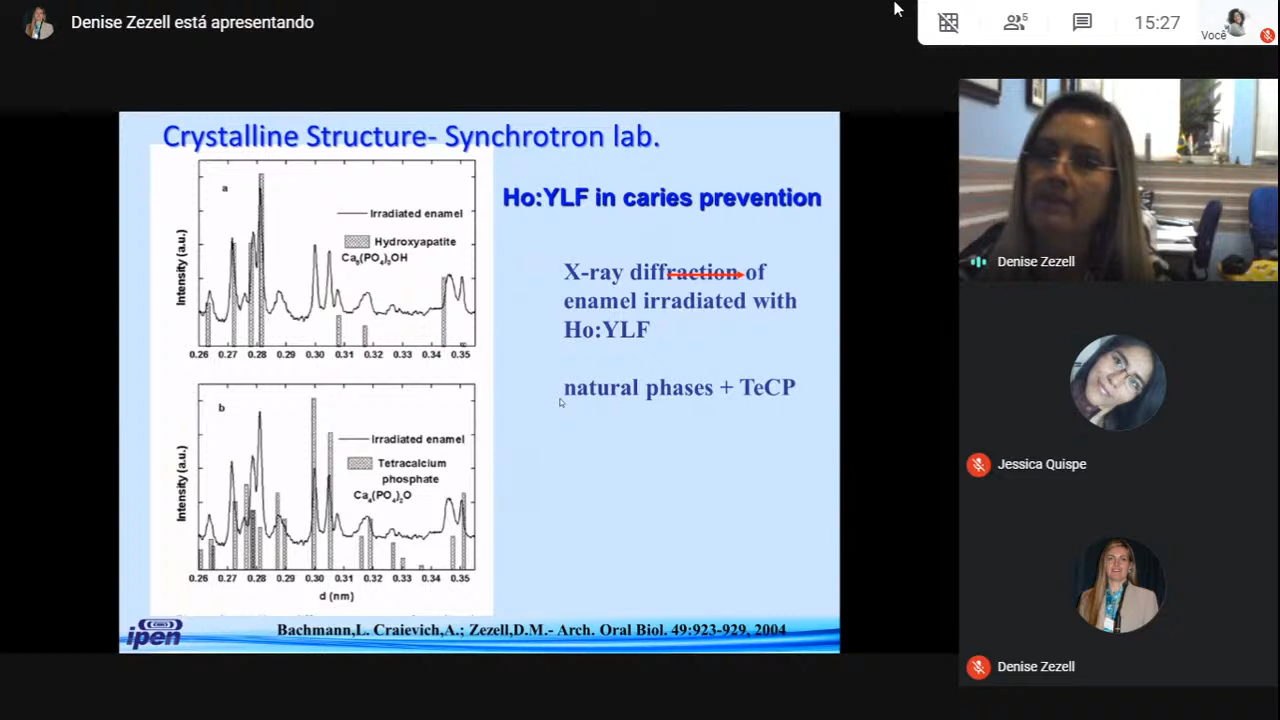 Denise Zezell está apresentando
5
15:27
Você
Crystalline Structure- Synchrotron lab.
Ho:YLF in caries prevention
X-ray diffraction of
enamel irradiated with
Ho:YLF
natural phases + TeCP
a
Irradiated enamel
Hydroxyapatite
Ca₅(PO₄)₃OH
Intensity (a.u.)
0.26 0.27 0.28 0.29 0.30 0.31 0.32 0.33 0.34 0.35
b
Irradiated enamel
Tetracalcium
phosphate
Ca₄(PO₄)₂O
Intensity (a.u.)
0.26 0.27 0.28 0.29 0.30 0.31 0.32 0.33 0.34 0.35
d (nm)
ipen
Bachmann,L. Craievich,A.; Zezell,D.M.- Arch. Oral Biol. 49:923-929, 2004
Denise Zezell
Jessica Quispe
Denise Zezell